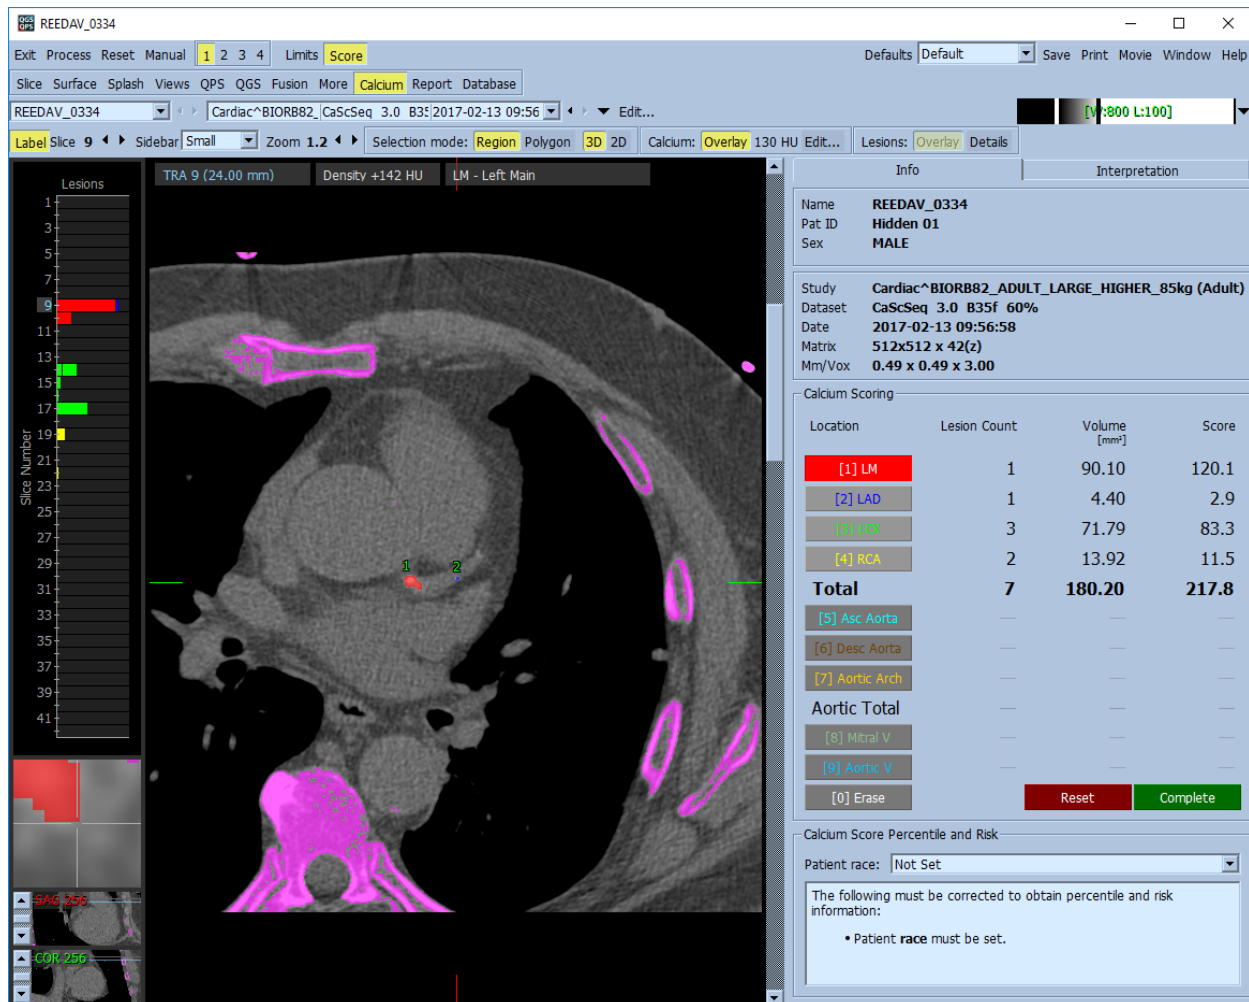 QGS QPS REEDAV_0334
Exit Process Reset Manual 1 2 3 4 Limits Score Defaults Default Save Print Movie Window Help
Slice Surface Splash Views QPS QGS Fusion More Calcium Report Database
REEDAV_0334 Cardiac^BIORB82_ CaScSeq 3.0 B35f 2017-02-13 09:56 Edit... [W:800 L:100]
Label Slice 9 Sidebar Small Zoom 1.2 Selection mode: Region Polygon 3D 2D Calcium: Overlay 130 HU Edit... Lesions: Overlay Details
Lesions
Slice Number
1
3
5
7
9
11
13
15
17
19
21
23
25
27
29
31
33
35
37
39
41
SAG 256
COR 256
TRA 9 (24.00 mm) Density +142 HU LM - Left Main
1 2
Info Interpretation
Name REEDAV_0334
Pat ID Hidden 01
Sex MALE
Study Cardiac^BIORB82_ADULT_LARGE_HIGHER_85kg (Adult)
Dataset CaScSeq 3.0 B35f 60%
Date 2017-02-13 09:56:58
Matrix 512x512 x 42(z)
Mm/Vox 0.49 x 0.49 x 3.00
Calcium Scoring
Location Lesion Count Volume Score
[mm³]
[1] LM 1 90.10 120.1
[2] LAD 1 4.40 2.9
[3] LCX 3 71.79 83.3
[4] RCA 2 13.92 11.5
Total 7 180.20 217.8
[5] Asc Aorta — — —
[6] Desc Aorta — — —
[7] Aortic Arch — — —
Aortic Total — — —
[8] Mitral V — — —
[9] Aortic V — — —
[0] Erase Reset Complete
Calcium Score Percentile and Risk
Patient race: Not Set
The following must be corrected to obtain percentile and risk
information:
• Patient race must be set.